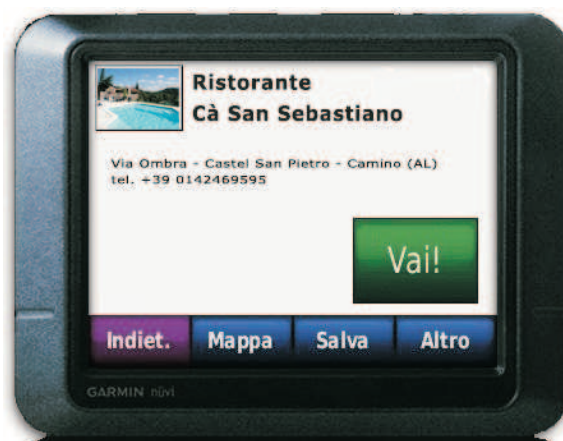 Ristorante
Cà San Sebastiano
Via Ombra - Castel San Pietro - Camino (AL)
tel. +39 0142469595
Vai!
Indiet. Mappa Salva Altro
GARMIN nüvi